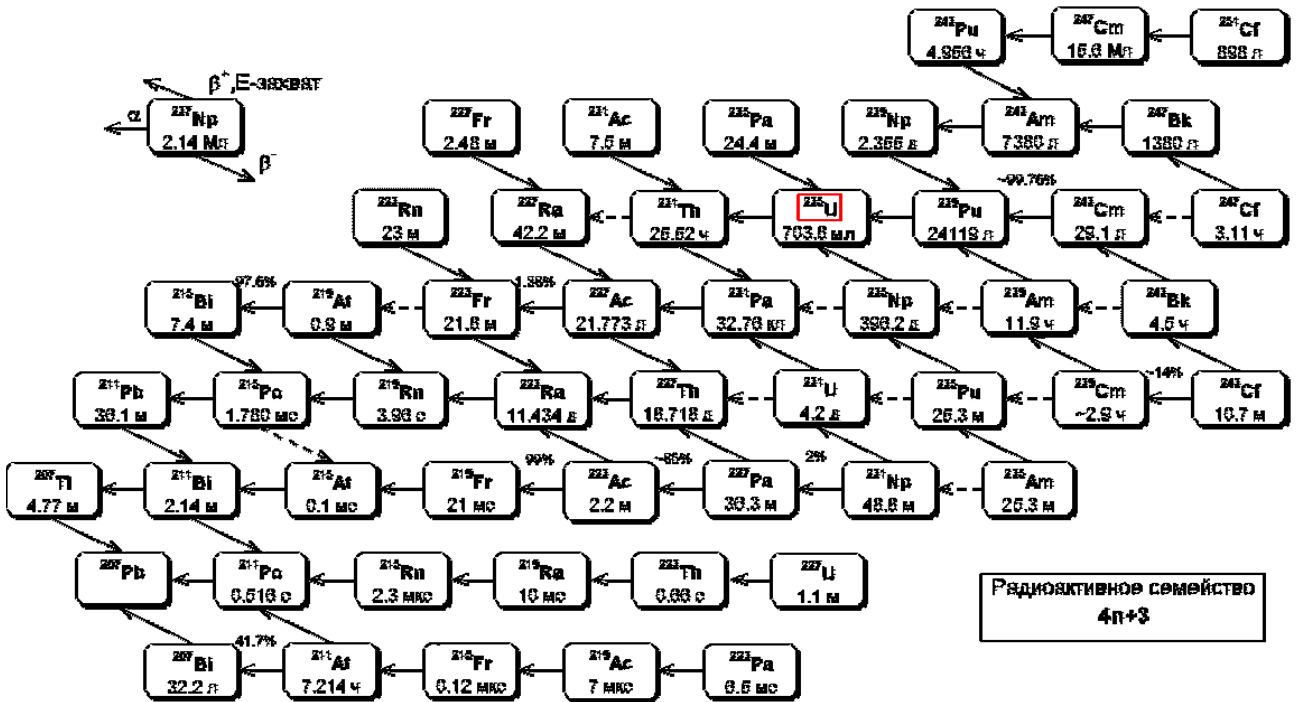 ²⁴³Pu
4.956 ч
²⁴⁷Cm
15.6 Мл
²⁵¹Cf
898 л
β⁺,Е-захват
α
²³⁷Np
2.14 Мл
β⁻
²²⁷Fr
2.48 м
²³¹Ac
7.5 м
²³⁵Pa
24.4 м
²³⁹Np
2.355 д
²⁴³Am
7380 л
²⁴⁷Bk
1380 л
~99.76%
²²³Rn
23 м
²²⁷Ra
42.2 м
²³¹Th
25.52 ч
²³⁵U
703.8 мл
²³⁹Pu
24119 л
²⁴³Cm
29.1 л
²⁴⁷Cf
3.11 ч
97.6%
1.38%
²¹⁵Bi
7.4 м
²¹⁹At
0.9 м
²²³Fr
21.8 м
²²⁷Ac
21.773 л
²³¹Pa
32.76 кл
²³⁵Np
396.2 д
²³⁹Am
11.9 ч
²⁴³Bk
4.5 ч
~14%
²¹¹Pb
36.1 м
²¹⁵Po
1.780 мс
²¹⁹Rn
3.96 с
²²³Ra
11.434 д
²²⁷Th
18.718 д
²³¹U
4.2 д
²³⁵Pu
25.3 м
²³⁹Cm
~2.9 ч
²⁴³Cf
10.7 м
99%
~85%
2%
²⁰⁷Tl
4.77 м
²¹¹Bi
2.14 м
²¹⁵At
0.1 мс
²¹⁹Fr
21 мс
²²³Ac
2.2 м
²²⁷Pa
38.3 м
²³¹Np
48.8 м
²³⁵Am
25.3 м
²⁰⁷Pb
²¹¹Po
0.516 с
²¹⁵Rn
2.3 мкс
²¹⁹Ra
10 мс
²²³Th
0.66 с
²²⁷U
1.1 м
Радиоактивное семейство
4n+3
41.7%
²⁰⁷Bi
32.2 л
²¹¹At
7.214 ч
²¹⁵Fr
0.12 мкс
²¹⁹Ac
7 мкс
²²³Pa
6.5 мс